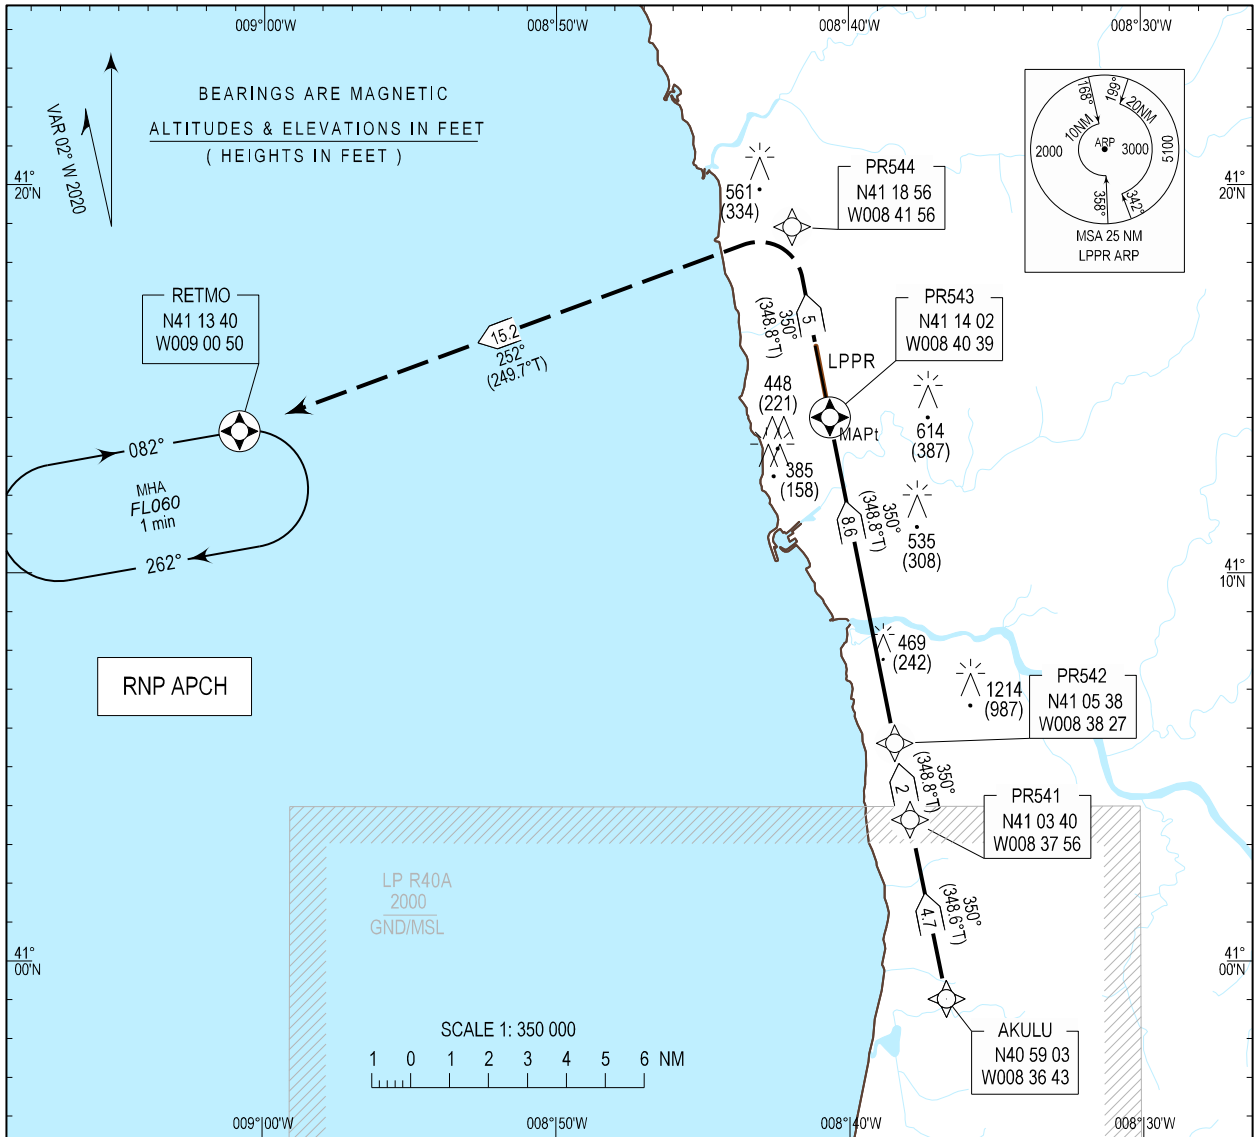 009° 00'W
008° 50'W
008° 40'W
008° 30'W
BEARINGS ARE MAGNETIC
ALTITUDES & ELEVATIONS IN FEET
( HEIGHTS IN FEET )
VAR 02° W 2020
168°
199°
10NM
20NM
2000
ARP
3000
5100
358°
342°
MSA 25 NM
LPPR ARP
41°
20'N
41°
20'N
561
(334)
PR544
N41 18 56
W008 41 56
RETMO
N41 13 40
W009 00 50
PR543
N41 14 02
W008 40 39
15.2
252°
(249.7°T)
5
350°
(348.8°T)
LPPR
448
(221)
MAPt
614
(387)
385
(158)
082°
MHA
FL060
1 min
262°
8.6
350°
(348.8°T)
535
(308)
41°
10'N
41°
10'N
469
(242)
1214
(987)
RNP APCH
PR542
N41 05 38
W008 38 27
2
350°
(348.8°T)
PR541
N41 03 40
W008 37 56
LP R40A
2000
GND/MSL
4.7
350°
(348.6°T)
41°
00'N
41°
00'N
AKULU
N40 59 03
W008 36 43
SCALE 1: 350 000
1 0 1 2 3 4 5 6 NM
009° 00'W
008° 50'W
008° 40'W
008° 30'W